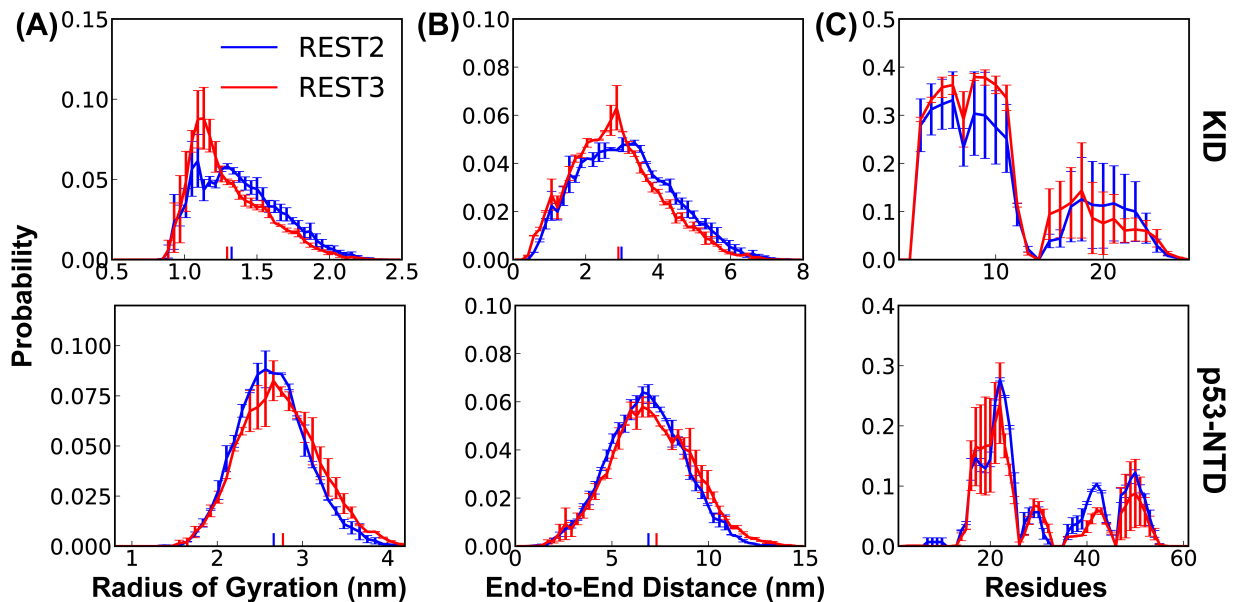 (A)
(B)
(C)
REST2
REST3
0.15
0.10
0.05
0.00
0.5 1.0 1.5 2.0 2.5
0.10
0.08
0.06
0.04
0.02
0.00
0 2 4 6 8
0.5
0.4
0.3
0.2
0.1
0.0
10 20
KID
Probability
0.100
0.075
0.050
0.025
0.000
1 2 3 4
Radius of Gyration (nm)
0.10
0.08
0.06
0.04
0.02
0.00
0 5 10 15
End-to-End Distance (nm)
0.4
0.3
0.2
0.1
0.0
20 40 60
Residues
p53-NTD